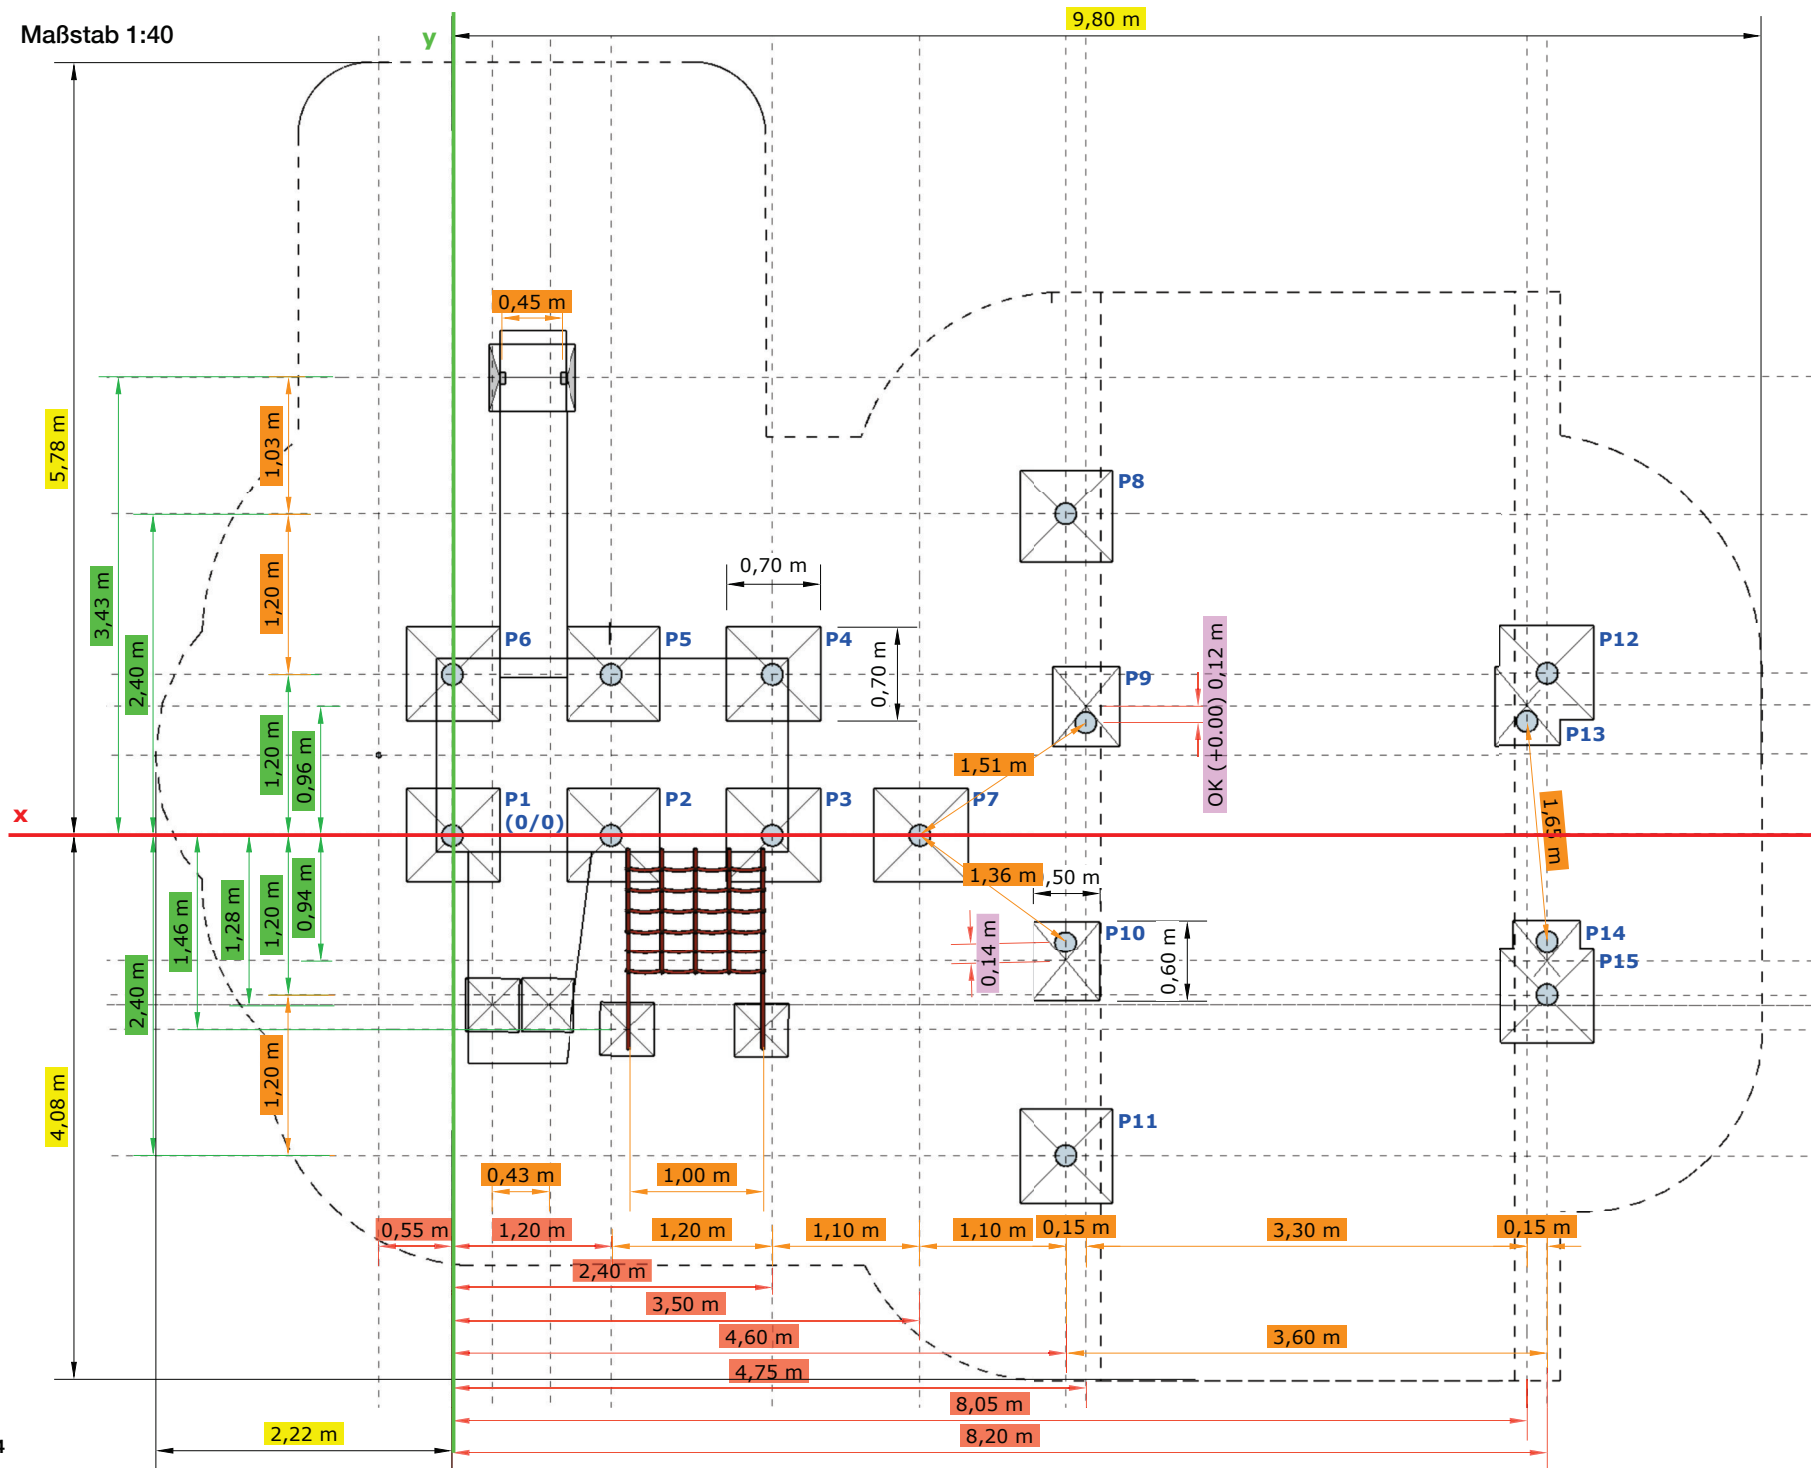 Maßstab 1:40
y
9,80 m
0,45 m
5,78 m
1,03 m
P8
3,43 m
1,20 m
2,40 m
0,70 m
P6
P5
P4
0,70 m
P9
OK (+0.00) 0,12 m
P12
P13
1,20 m
0,96 m
1,51 m
x
P1
(0/0)
P2
P3
P7
1,65 m
1,36 m
,50 m
P10
0,14 m
0,60 m
P14
P15
0,94 m
1,20 m
1,28 m
1,46 m
2,40 m
1,20 m
4,08 m
P11
0,43 m
1,00 m
0,55 m
1,20 m
1,20 m
1,10 m
1,10 m
0,15 m
3,30 m
0,15 m
2,40 m
3,50 m
4,60 m
3,60 m
4,75 m
8,05 m
2,22 m
8,20 m